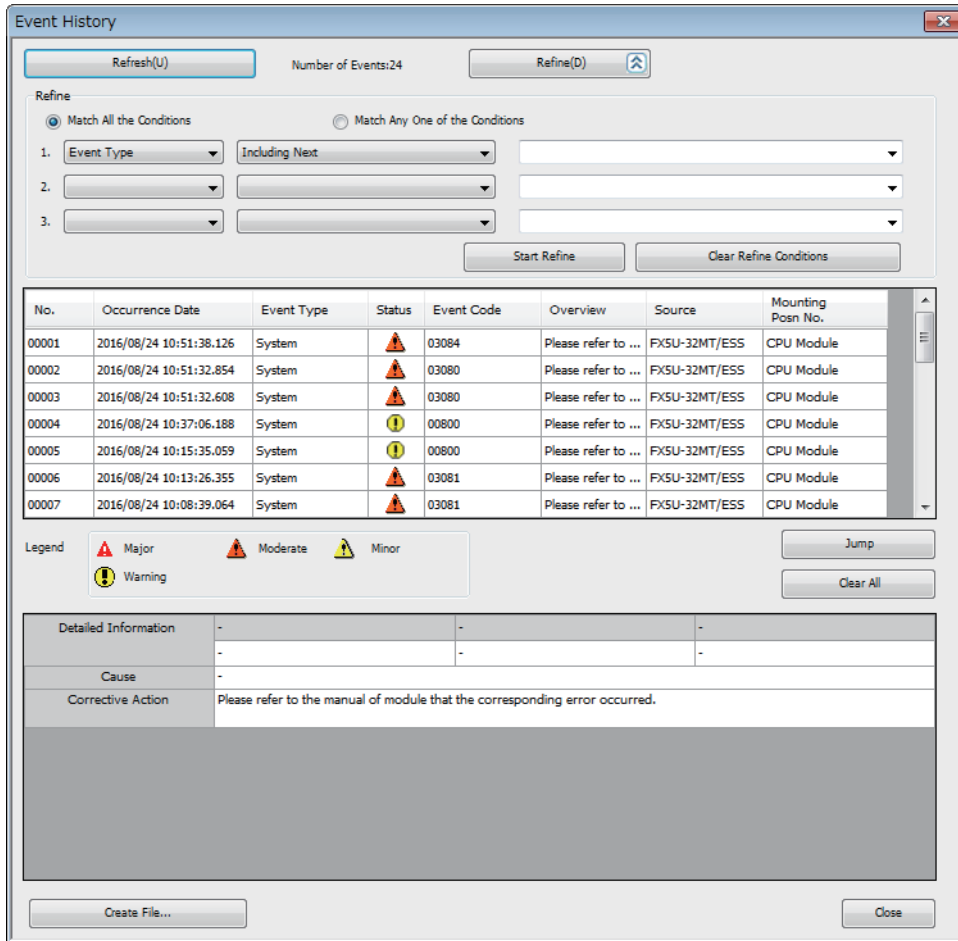 Event History
Refresh(U) Number of Events:24 Refine(D)
Refine
Match All the Conditions Match Any One of the Conditions
1. Event Type Including Next
2.
3.
Start Refine Clear Refine Conditions
No. Occurrence Date Event Type Status Event Code Overview Source Mounting Posn No.
00001 2016/08/24 10:51:38.126 System 03084 Please refer to ... FX5U-32MT/ESS CPU Module
00002 2016/08/24 10:51:32.854 System 03080 Please refer to ... FX5U-32MT/ESS CPU Module
00003 2016/08/24 10:51:32.608 System 03080 Please refer to ... FX5U-32MT/ESS CPU Module
00004 2016/08/24 10:37:06.188 System 00800 Please refer to ... FX5U-32MT/ESS CPU Module
00005 2016/08/24 10:15:35.059 System 00800 Please refer to ... FX5U-32MT/ESS CPU Module
00006 2016/08/24 10:13:26.355 System 03081 Please refer to ... FX5U-32MT/ESS CPU Module
00007 2016/08/24 10:08:39.064 System 03081 Please refer to ... FX5U-32MT/ESS CPU Module
Legend Major Moderate Minor
Warning
Jump
Clear All
Detailed Information - - -
- - -
Cause -
Corrective Action Please refer to the manual of module that the corresponding error occurred.
Create File... Close